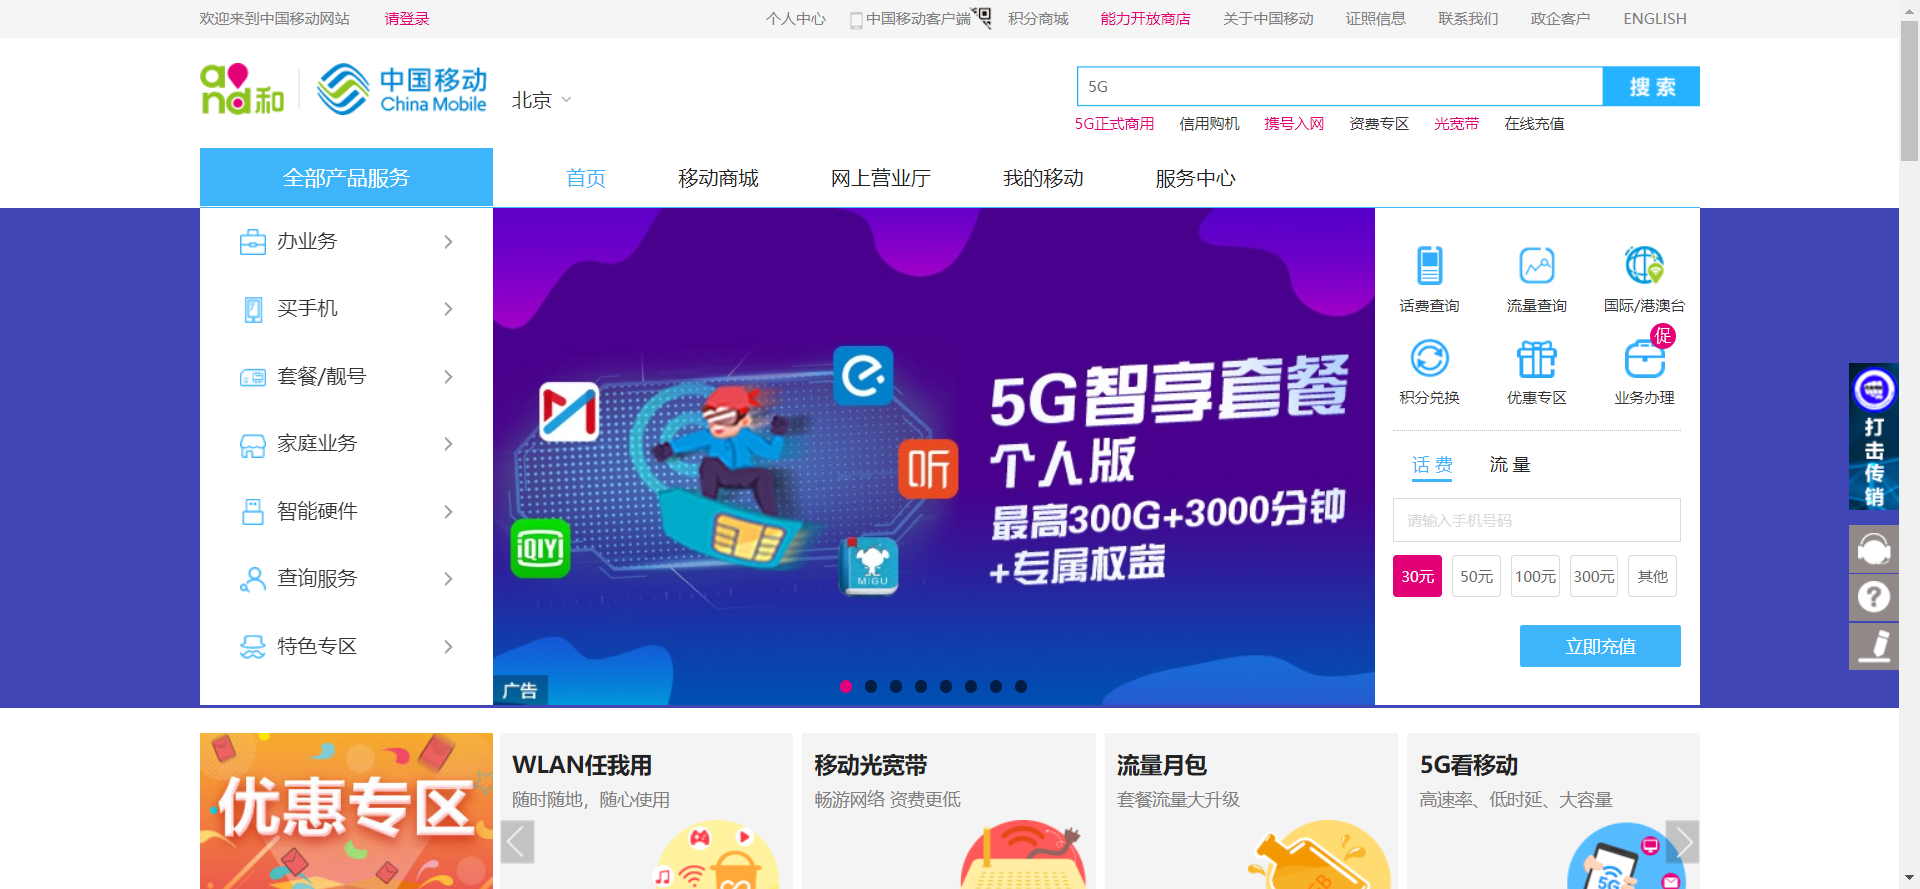 欢迎来到中国移动网站 请登录 个人中心 中国移动客户端 积分商城 能力开放商店 关于中国移动 证照信息 联系我们 政企客户 ENGLISH
and和 中国移动 China Mobile 北京 5G 搜索
5G正式商用 信用购机 携号入网 资费专区 光宽带 在线充值
全部产品服务 首页 移动商城 网上营业厅 我的移动 服务中心
办业务
买手机
套餐/靓号
家庭业务
智能硬件
查询服务
特色专区
5G智享套餐
个人版
最高300G+3000分钟
+专属权益
听
iQIYI
MIGU
广告
话费查询 流量查询 国际/港澳台
促
积分兑换 优惠专区 业务办理
话费 流量
请输入手机号码
30元 50元 100元 300元 其他
立即充值
打击传销
优惠专区
WLAN任我用
随时随地，随心使用
移动光宽带
畅游网络 资费更低
流量月包
套餐流量大升级
GB
5G看移动
高速率、低时延、大容量
5G